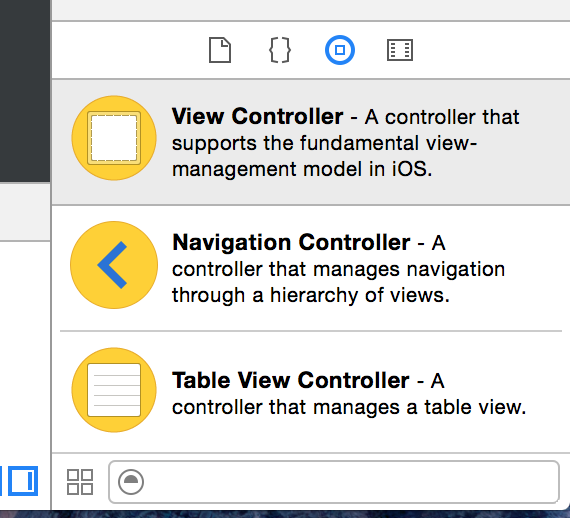 View Controller - A controller that
supports the fundamental view-
management model in iOS.
Navigation Controller - A
controller that manages navigation
through a hierarchy of views.
Table View Controller - A
controller that manages a table view.